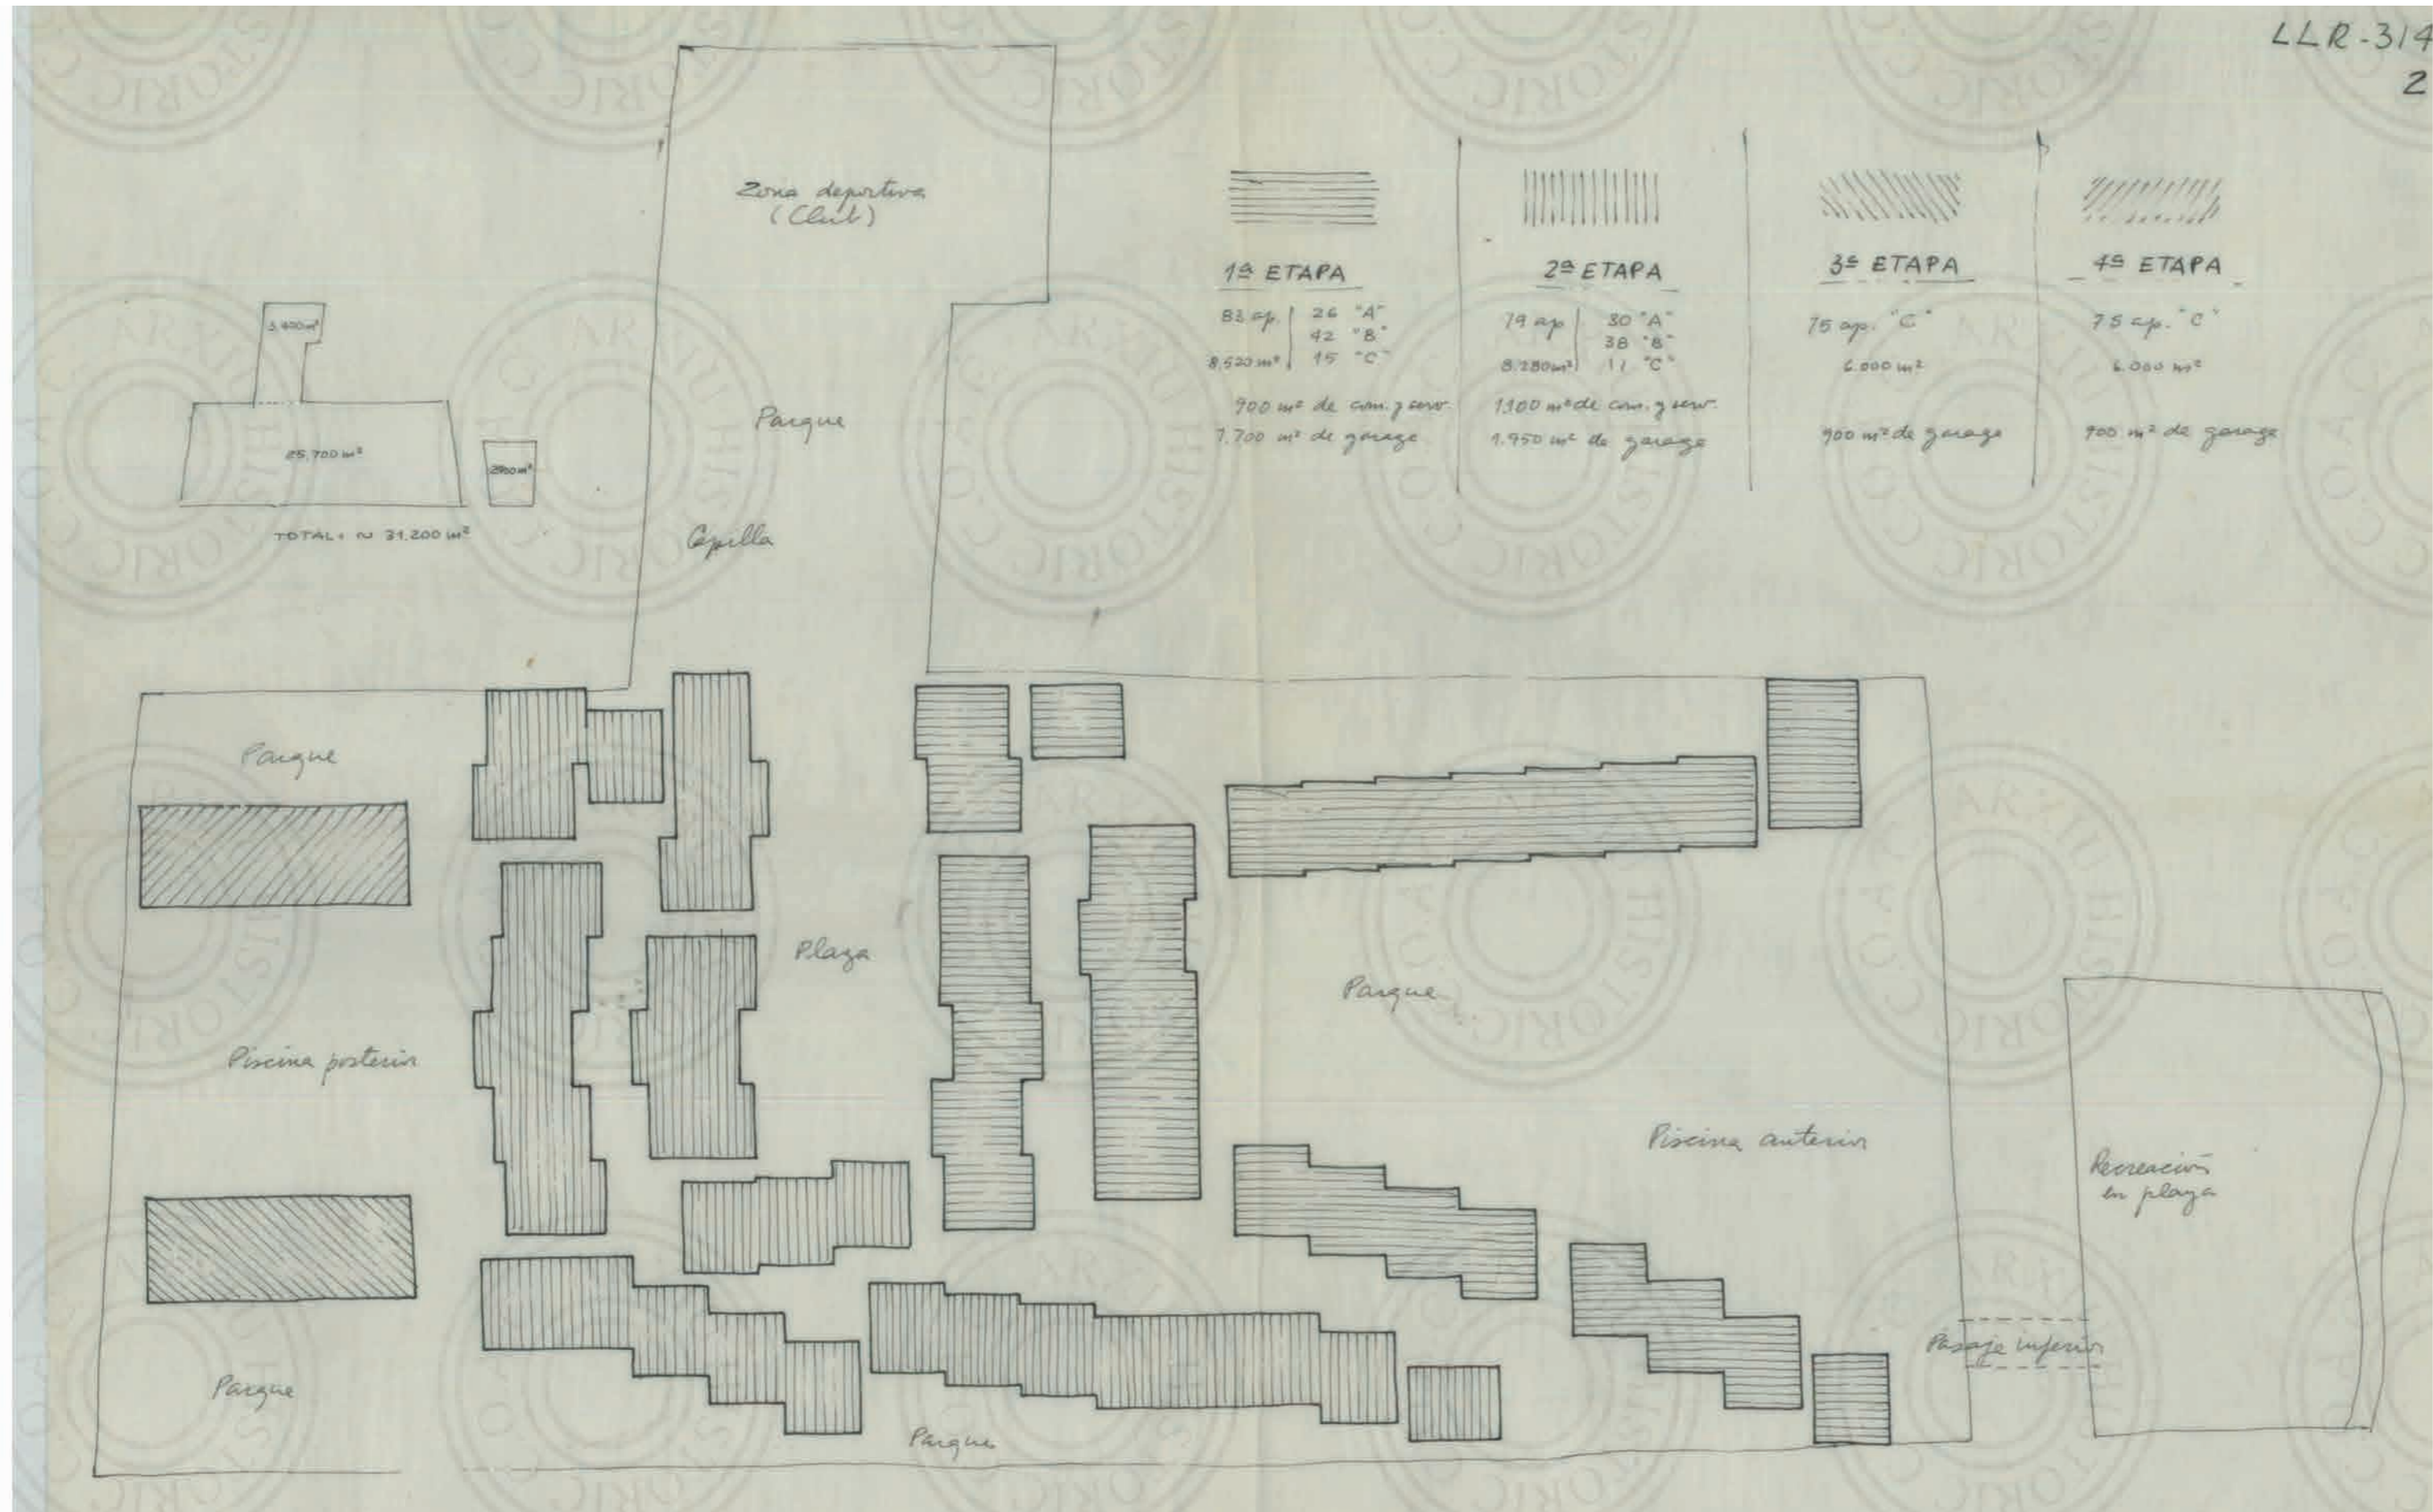 LLR-314
2
Zona deportiva
(Club)
Parque
Capilla
3.400 m²
25.700 m²
TOTAL: ~ 31.200 m²
1ª ETAPA
83 ap. 26 "A"
42 "B"
8.520 m² 15 "C"
900 m² de com. y serv.
1.700 m² de garage
2ª ETAPA
79 ap 30 "A"
38 "B"
8.280 m² 11 "C"
1.100 m² de com. y serv.
1.950 m² de garage
3ª ETAPA
75 ap. "C"
6.000 m²
900 m² de garage
4ª ETAPA
75 ap. "C"
6.000 m²
900 m² de garage
Parque
Plaza
Parque
Piscina posterior
Piscina anterior
Recreación
en playa
Pasaje inferior
Parque
Parque
ARXIU HISTORIC